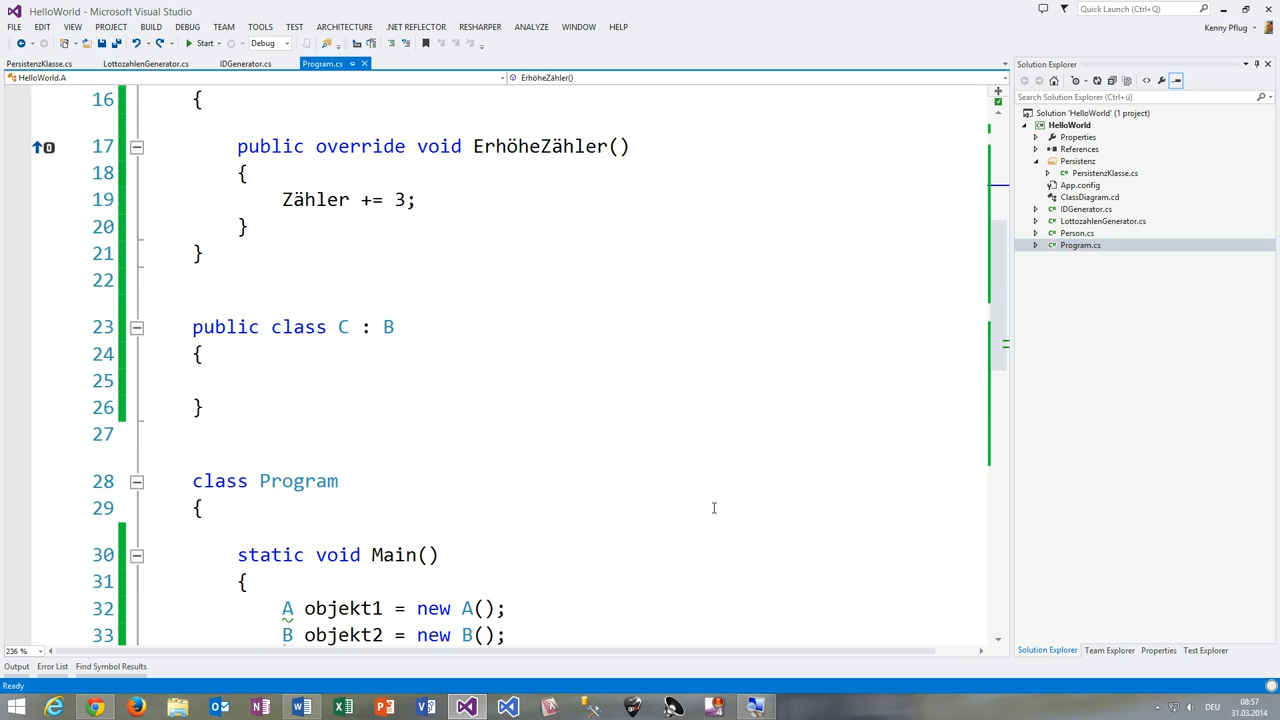 HelloWorld - Microsoft Visual Studio
Quick Launch (Ctrl+Q)
FILE EDIT VIEW PROJECT BUILD DEBUG TEAM TOOLS TEST ARCHITECTURE .NET REFLECTOR RESHARPER ANALYZE WINDOW HELP
Kenny Pflug
Start Debug
PersistenzKlasse.cs LottozahlenGenerator.cs IDGenerator.cs Program.cs
HelloWorld.A ErhöheZähler()
16 {
17 public override void ErhöheZähler()
18 {
19 Zähler += 3;
20 }
21 }
22
23 public class C : B
24 {
25
26 }
27
28 class Program
29 {
30 static void Main()
31 {
32 A objekt1 = new A();
33 B objekt2 = new B();
236 %
Solution Explorer
Search Solution Explorer (Ctrl+ü)
Solution 'HelloWorld' (1 project)
HelloWorld
Properties
References
Persistenz
PersistenzKlasse.cs
App.config
ClassDiagram.cd
IDGenerator.cs
LottozahlenGenerator.cs
Person.cs
Program.cs
Solution Explorer Team Explorer Properties Test Explorer
Output Error List Find Symbol Results
Ready
DEU
08:57
31.03.2014